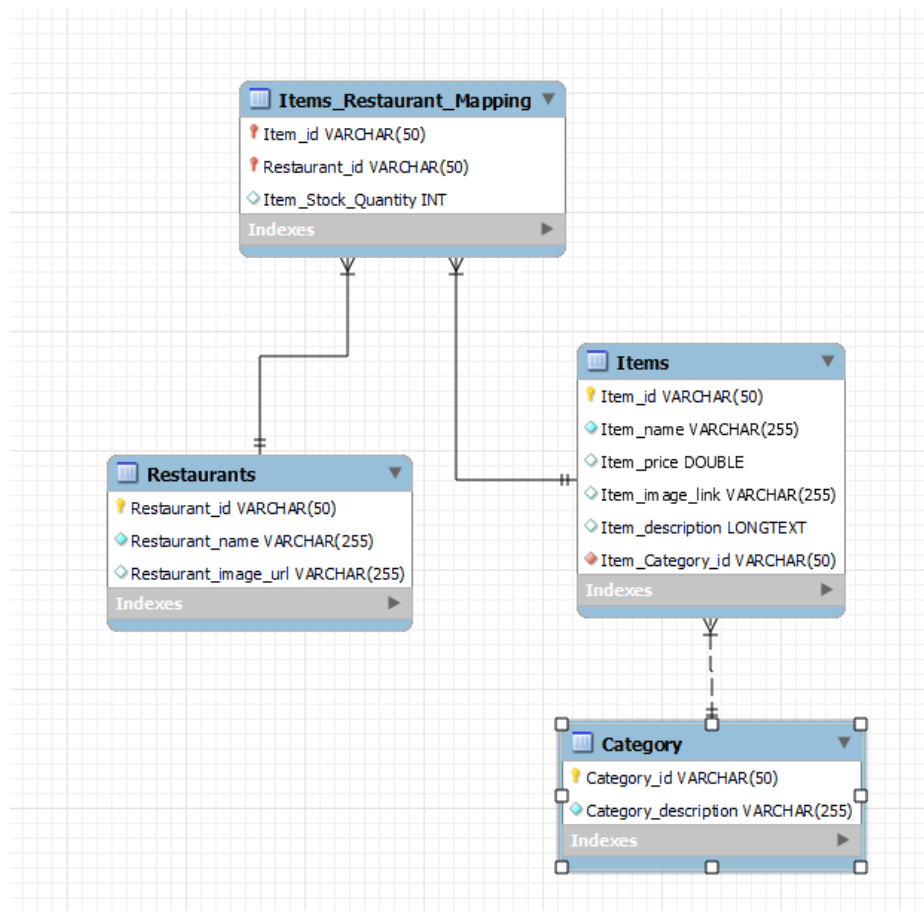 Items_Restaurant_Mapping
Item_id VARCHAR(50)
Restaurant_id VARCHAR(50)
Item_Stock_Quantity INT
Indexes
Items
Item_id VARCHAR(50)
Item_name VARCHAR(255)
Item_price DOUBLE
Item_image_link VARCHAR(255)
Item_description LONGTEXT
Item_Category_id VARCHAR(50)
Indexes
Restaurants
Restaurant_id VARCHAR(50)
Restaurant_name VARCHAR(255)
Restaurant_image_url VARCHAR(255)
Indexes
Category
Category_id VARCHAR(50)
Category_description VARCHAR(255)
Indexes